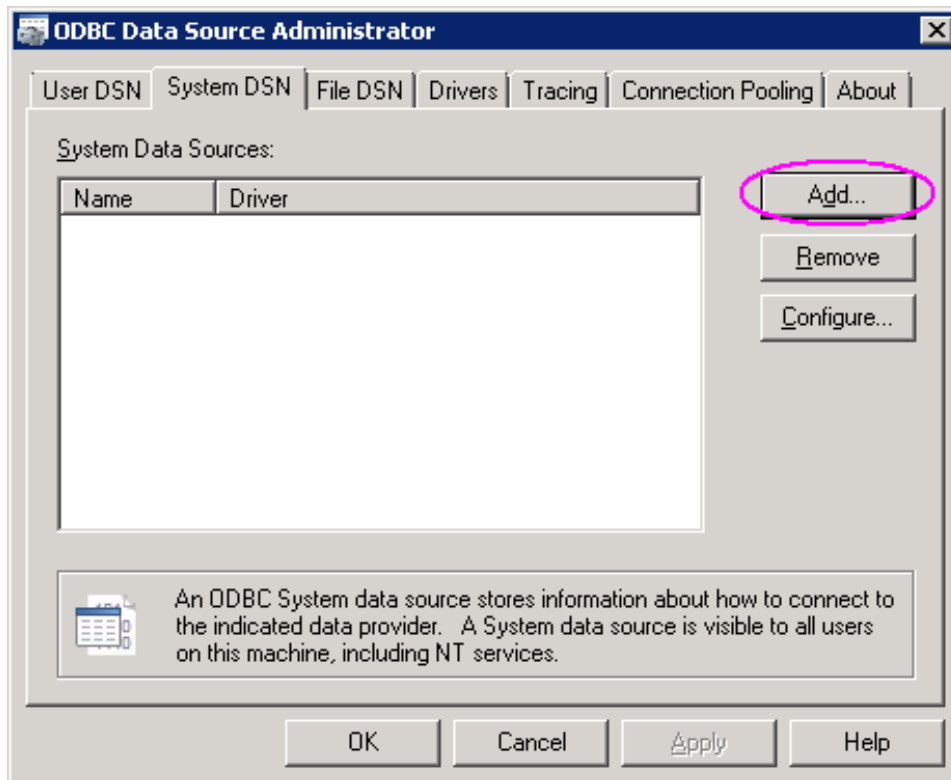 ODBC Data Source Administrator
User DSN System DSN File DSN Drivers Tracing Connection Pooling About
System Data Sources:
Name Driver
Add...
Remove
Configure...
An ODBC System data source stores information about how to connect to
the indicated data provider. A System data source is visible to all users
on this machine, including NT services.
OK Cancel Apply Help